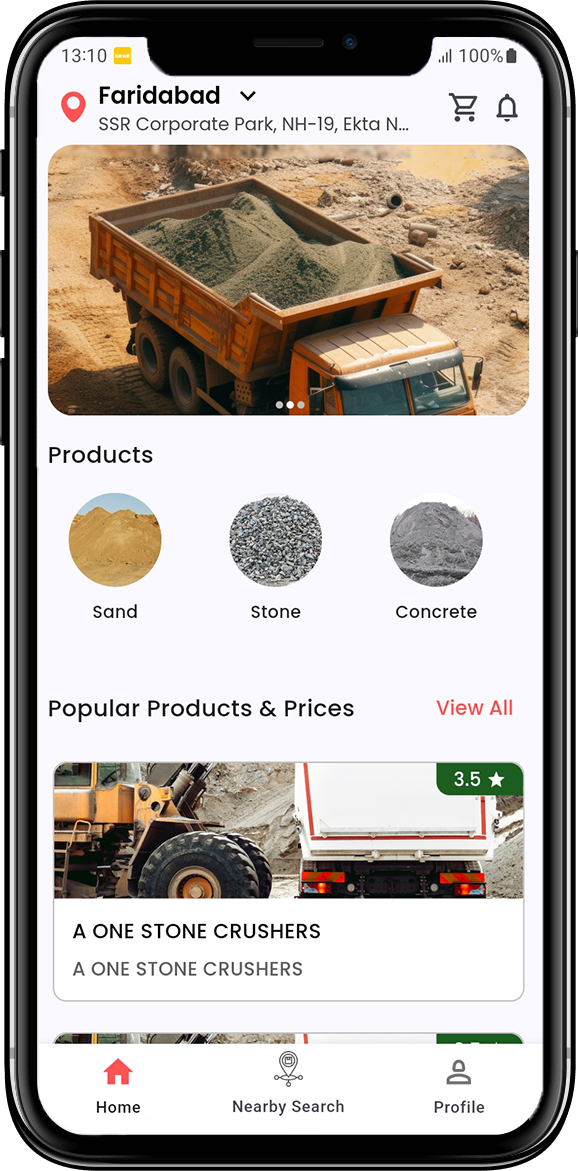 13:10
100%
Faridabad
SSR Corporate Park, NH-19, Ekta N...
Products
Sand Stone Concrete
Popular Products & Prices View All
3.5
A ONE STONE CRUSHERS
A ONE STONE CRUSHERS
Home Nearby Search Profile